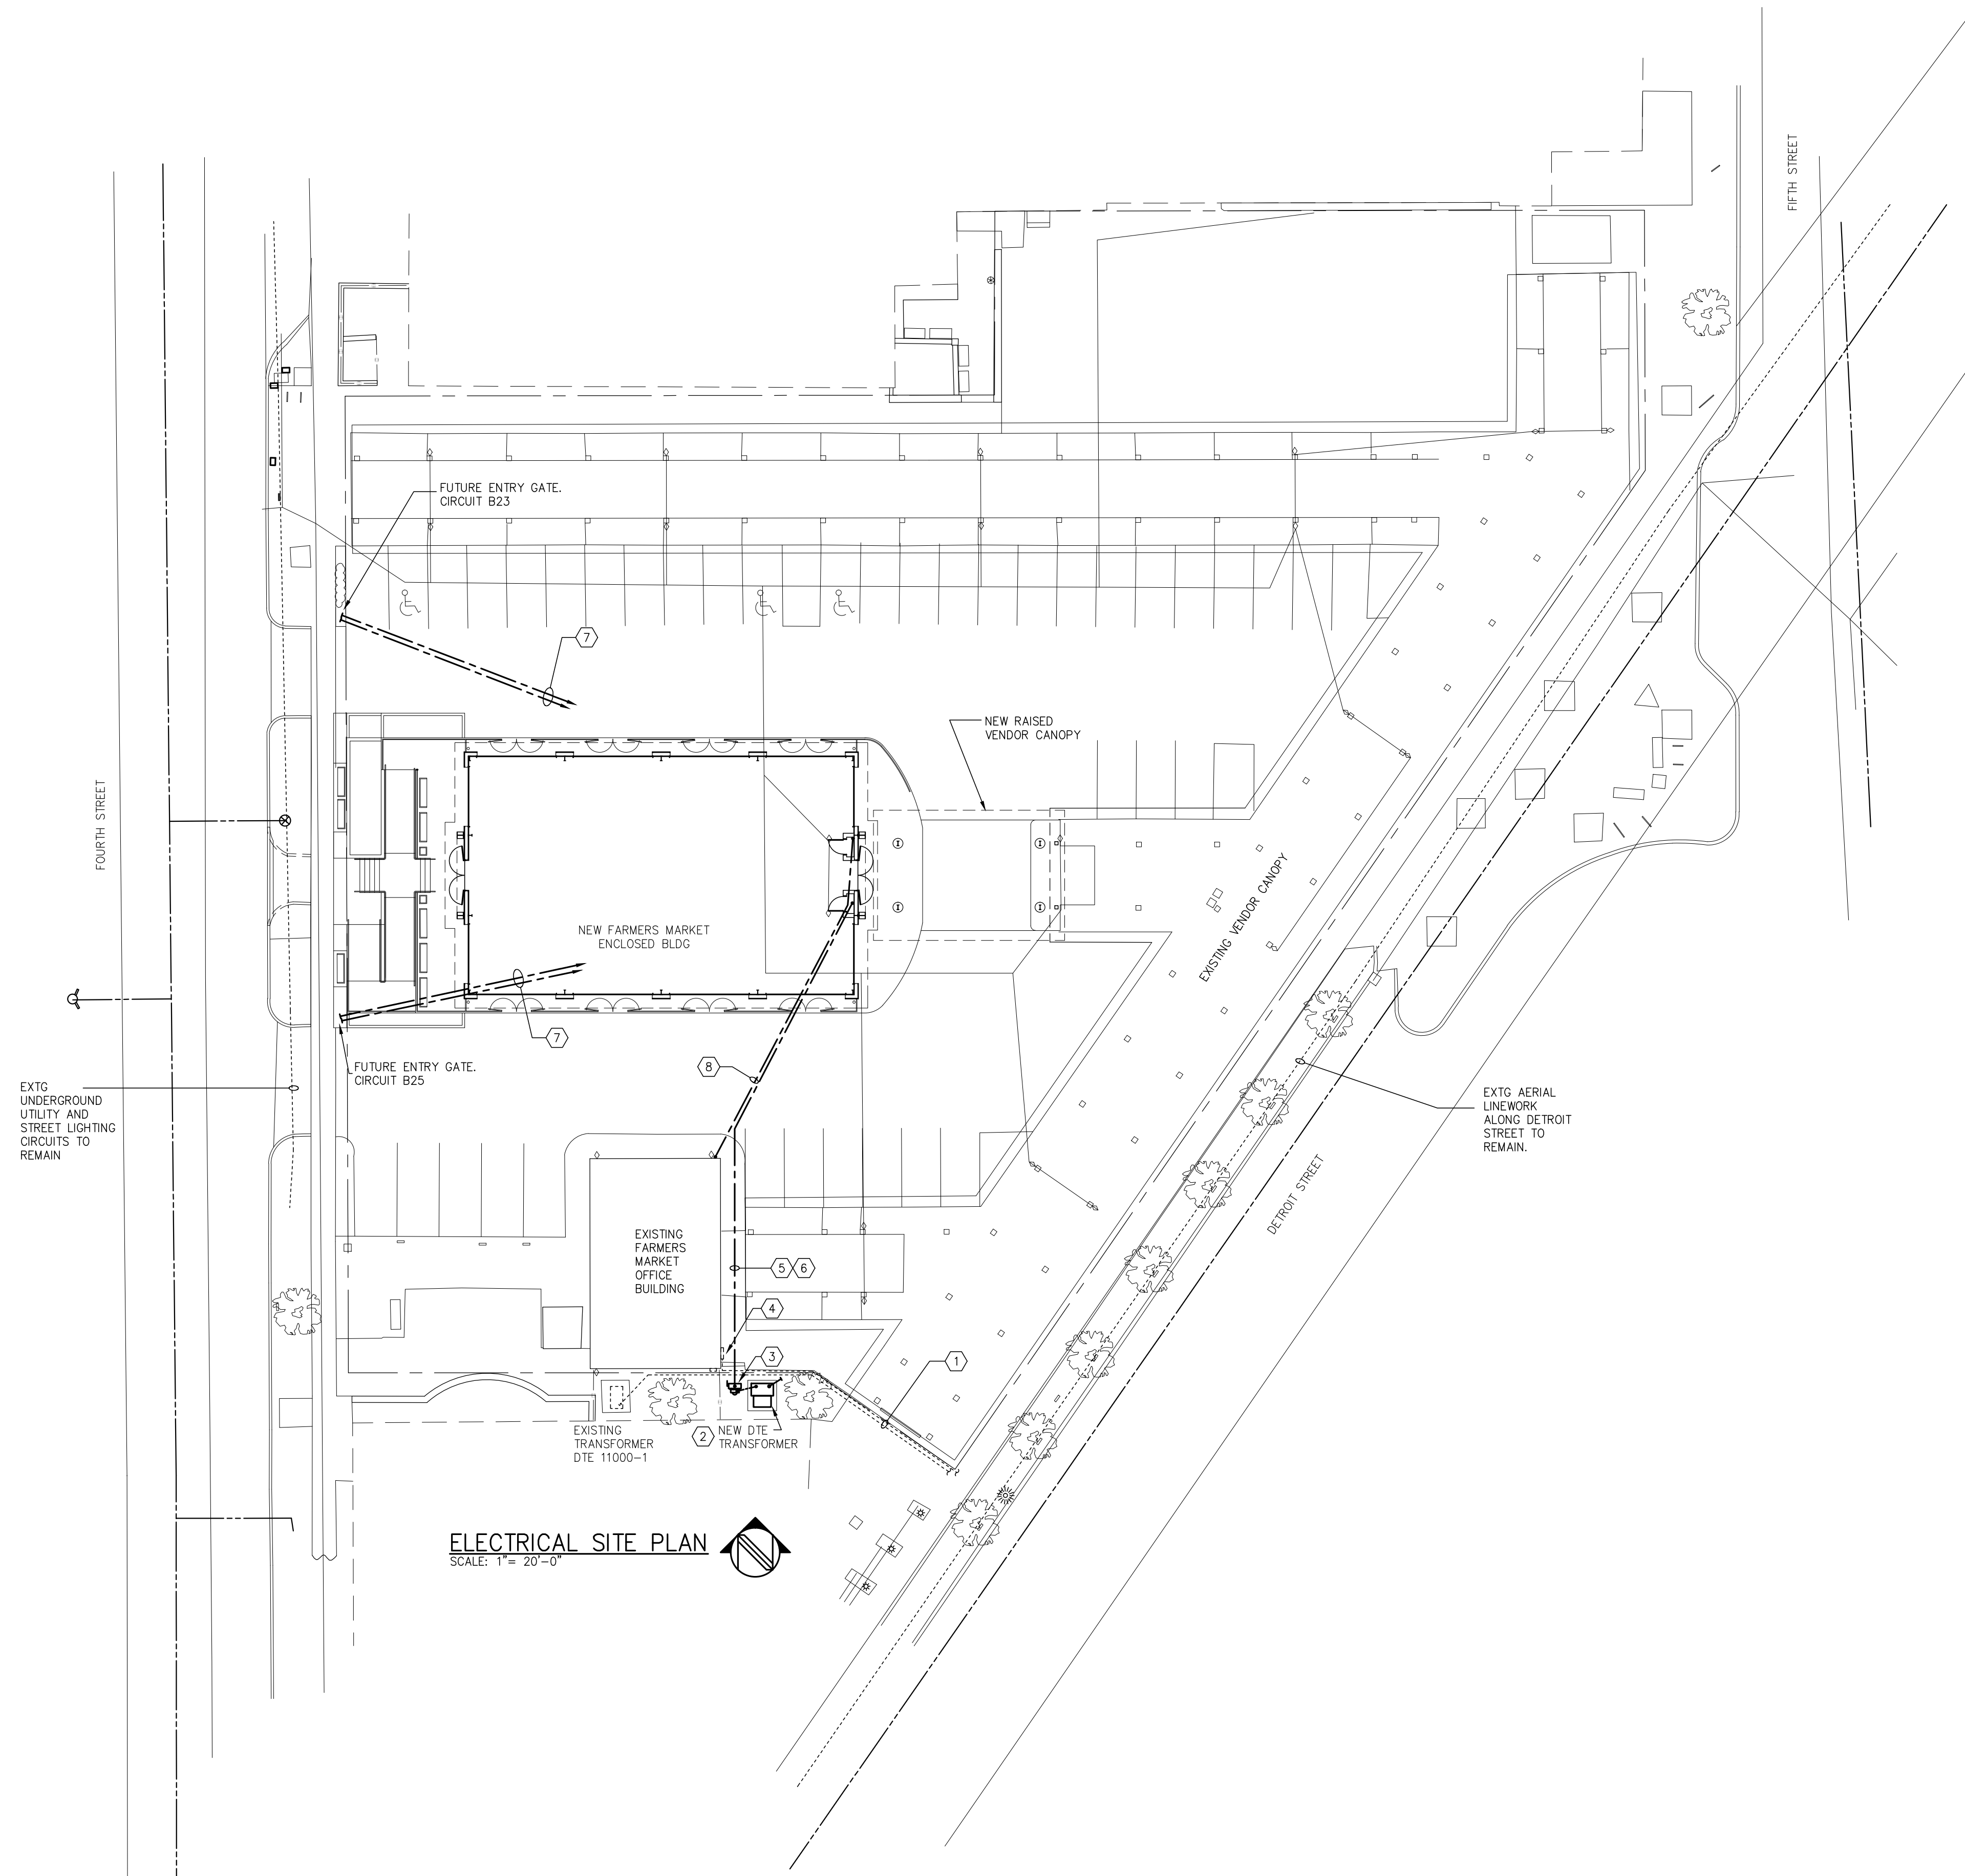 FIFTH STREET
FUTURE ENTRY GATE.
CIRCUIT B23
7
NEW RAISED
VENDOR CANOPY
FOURTH STREET
EXISTING VENDOR CANOPY
NEW FARMERS MARKET
ENCLOSED BLDG
7
FUTURE ENTRY GATE.
CIRCUIT B25
8
EXTG
UNDERGROUND
UTILITY AND
STREET LIGHTING
CIRCUITS TO
REMAIN
EXTG AERIAL
LINEWORK
ALONG DETROIT
STREET TO
REMAIN.
DETROIT STREET
EXISTING
FARMERS
MARKET
OFFICE
BUILDING
5 6
4
3
1
EXISTING
TRANSFORMER
DTE 11000-1
2 NEW DTE
TRANSFORMER
ELECTRICAL SITE PLAN
SCALE: 1"= 20'-0"
N